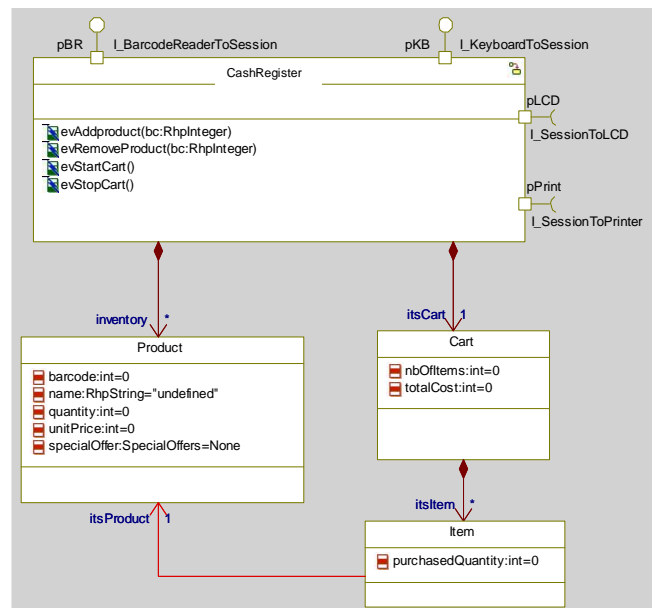 pBR I_BarcodeReaderToSession pKB I_KeyboardToSession
CashRegister
evAddproduct(bc:RhpInteger)
evRemoveProduct(bc:RhpInteger)
evStartCart()
evStopCart()
pLCD
I_SessionToLCD
pPrint
I_SessionToPrinter
inventory *
itsCart 1
Product
barcode:int=0
name:RhpString="undefined"
quantity:int=0
unitPrice:int=0
specialOffer:SpecialOffers=None
Cart
nbOfItems:int=0
totalCost:int=0
itsItem *
itsProduct 1
Item
purchasedQuantity:int=0